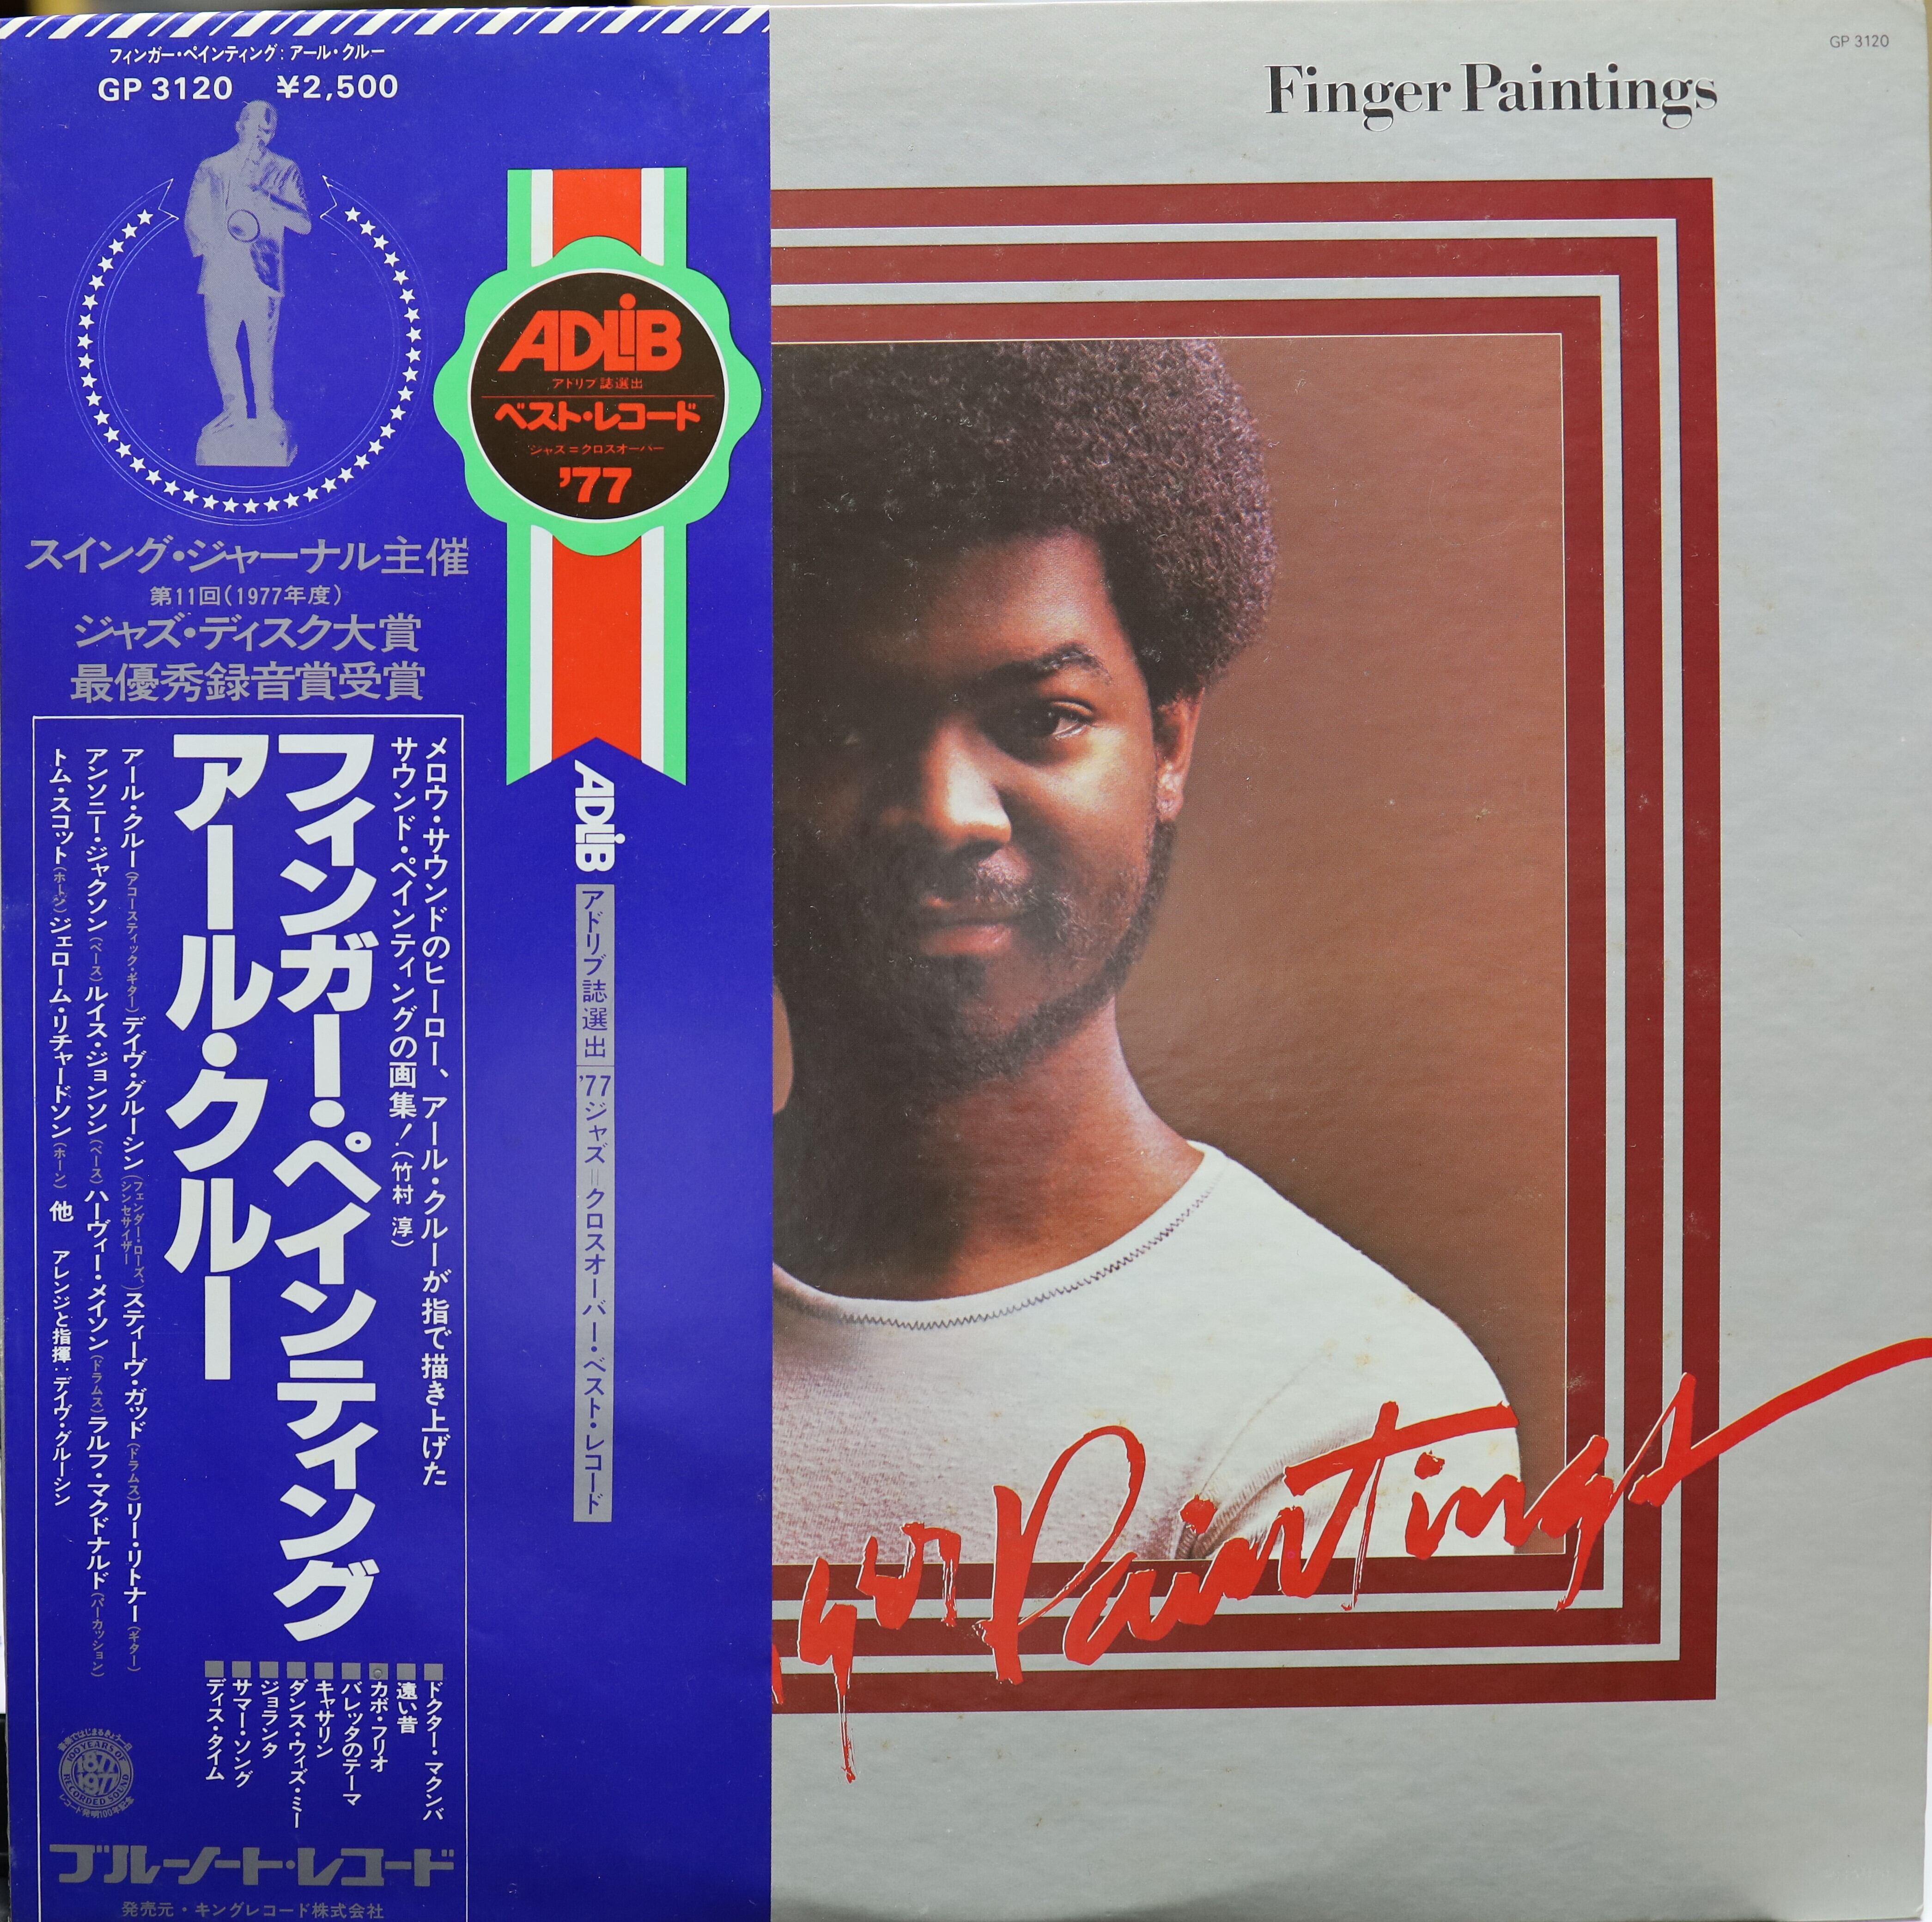 フィンガー・ペインティング：アール・クルー
GP 3120 ¥2,500
スイング・ジャーナル主催
第11回(1977年度)
ジャズ・ディスク大賞
最優秀録音賞受賞
メロウ・サウンドのヒーロー、アール・クルーが指で描き上げた
サウンド・ペインティングの画集！(竹村 淳)
フィンガー・ペインティング
アール・クルー
アール・クルー(アコースティック・ギター)デイヴ・グルーシン(フェンダー・ローズ、シンセサイザー)スティーヴ・ガッド(ドラムス)リー・リトナー(ギター)
アンソニー・ジャクソン(ベース)ルイス・ジョンソン(ベース)ハーヴィー・メイソン(ドラムス)ラルフ・マクドナルド(パーカッション)
トム・スコット(ホーン)ジェローム・リチャードソン(ホーン) 他 アレンジと指揮：デイヴ・グルーシン
ドクター・マクンバ
遠い昔
カボ・フリオ
バレッタのテーマ
キャサリン
ダンス・ウィズ・ミー
ジョランタ
サマー・ソング
ディス・タイム
100 YEARS OF
1877
1977
RECORDED SOUND
レコード発明100年記念
ブルーノート・レコード
発売元・キングレコード株式会社
ADLiB
アドリブ誌選出
ベスト・レコード
ジャズ＝クロスオーバー
'77
ADLiB
アドリブ誌選出
'77ジャズ＝クロスオーバー・ベスト・レコード
GP 3120
Finger Paintings
Paintings